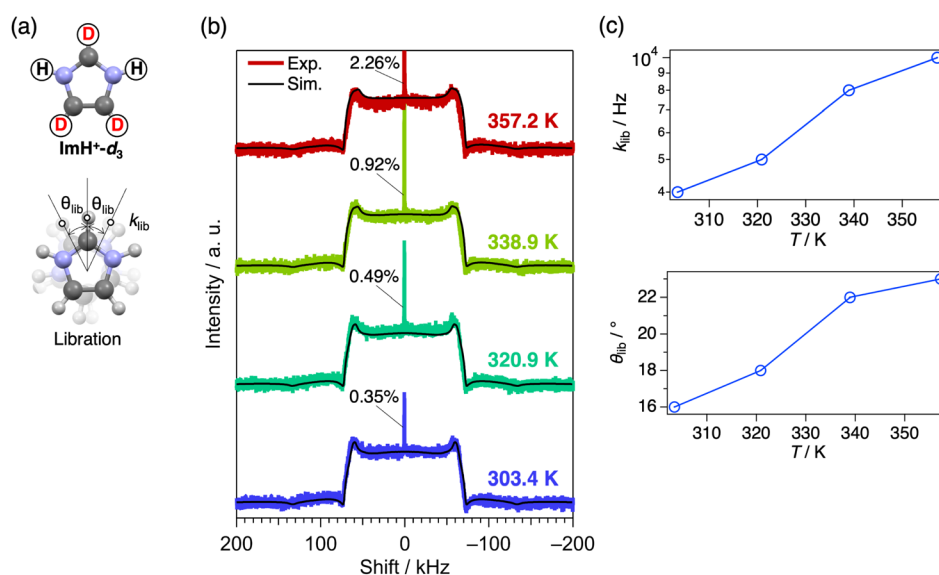 (a)
D
H
H
D
D
ImH⁺-d₃
θlib θlib
klib
Libration
(b)
Exp.
Sim.
2.26%
357.2 K
0.92%
338.9 K
0.49%
320.9 K
0.35%
303.4 K
Intensity / a. u.
200 100 0 –100 –200
Shift / kHz
(c)
10⁴
8
6
5
4
klib / Hz
310 320 330 340 350
T / K
22
20
18
16
θlib / °
310 320 330 340 350
T / K